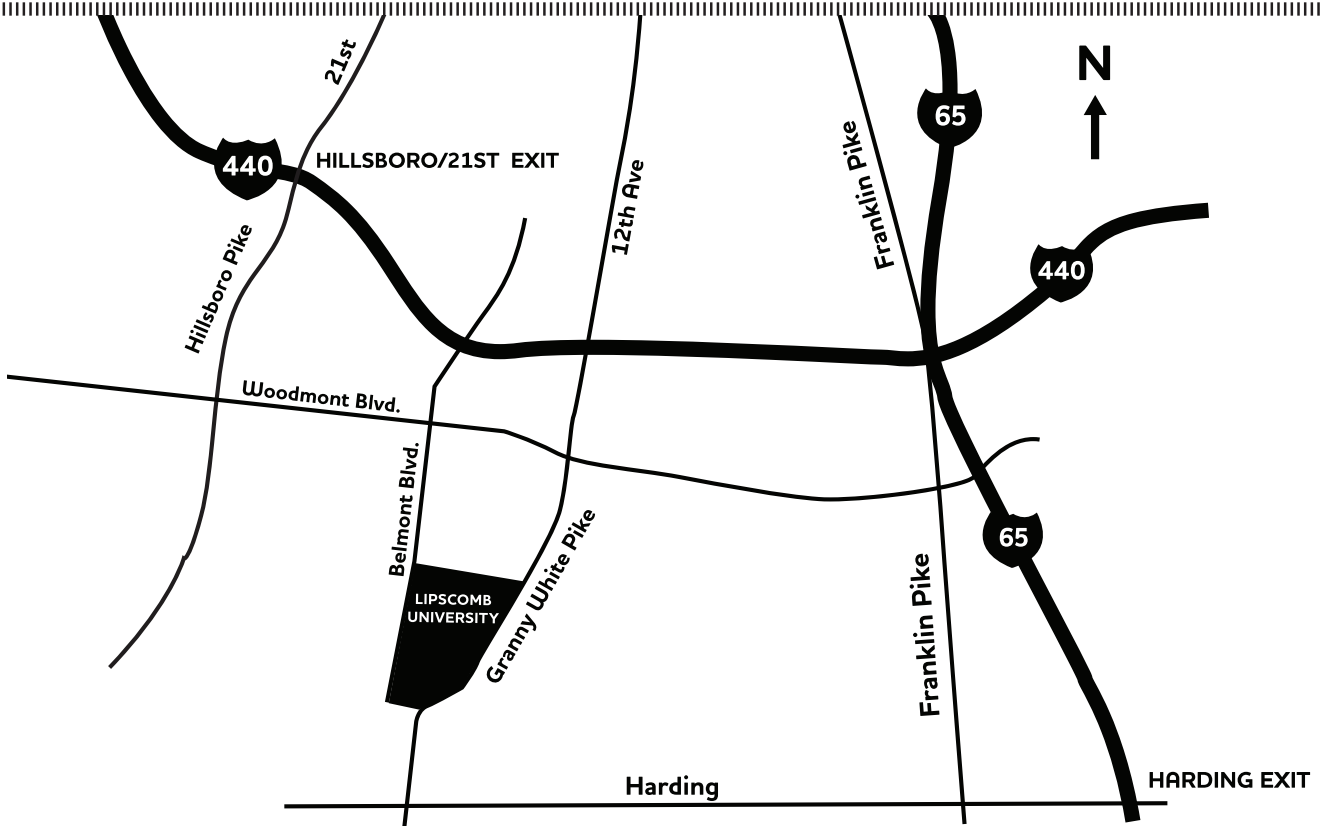 21st
N
65
440
HILLSBORO/21ST EXIT
Franklin Pike
12th Ave
Hillsboro Pike
440
Woodmont Blvd.
Belmont Blvd.
65
Granny White Pike
LIPSCOMB
UNIVERSITY
Franklin Pike
Harding
HARDING EXIT